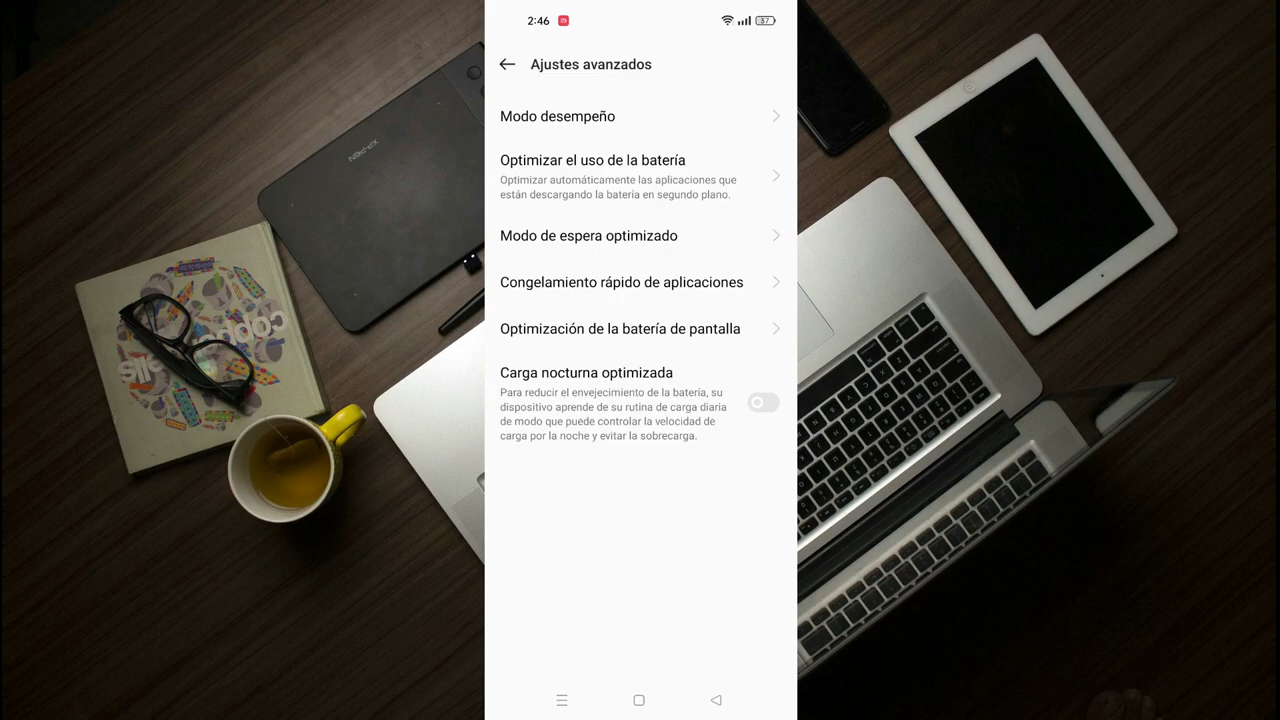 2:46
37
Ajustes avanzados
Modo desempeño
Optimizar el uso de la batería
Optimizar automáticamente las aplicaciones que
están descargando la batería en segundo plano.
Modo de espera optimizado
Congelamiento rápido de aplicaciones
Optimización de la batería de pantalla
Carga nocturna optimizada
Para reducir el envejecimiento de la batería, su
dispositivo aprende de su rutina de carga diaria
de modo que puede controlar la velocidad de
carga por la noche y evitar la sobrecarga.
XP-PEN